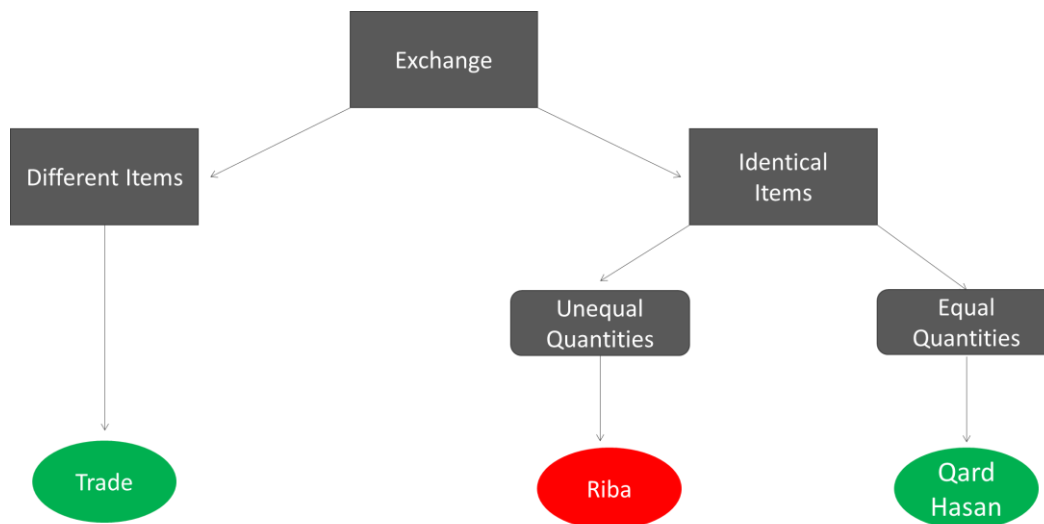 Exchange
Different Items
Identical
Items
Unequal
Quantities
Equal
Quantities
Trade
Riba
Qard
Hasan